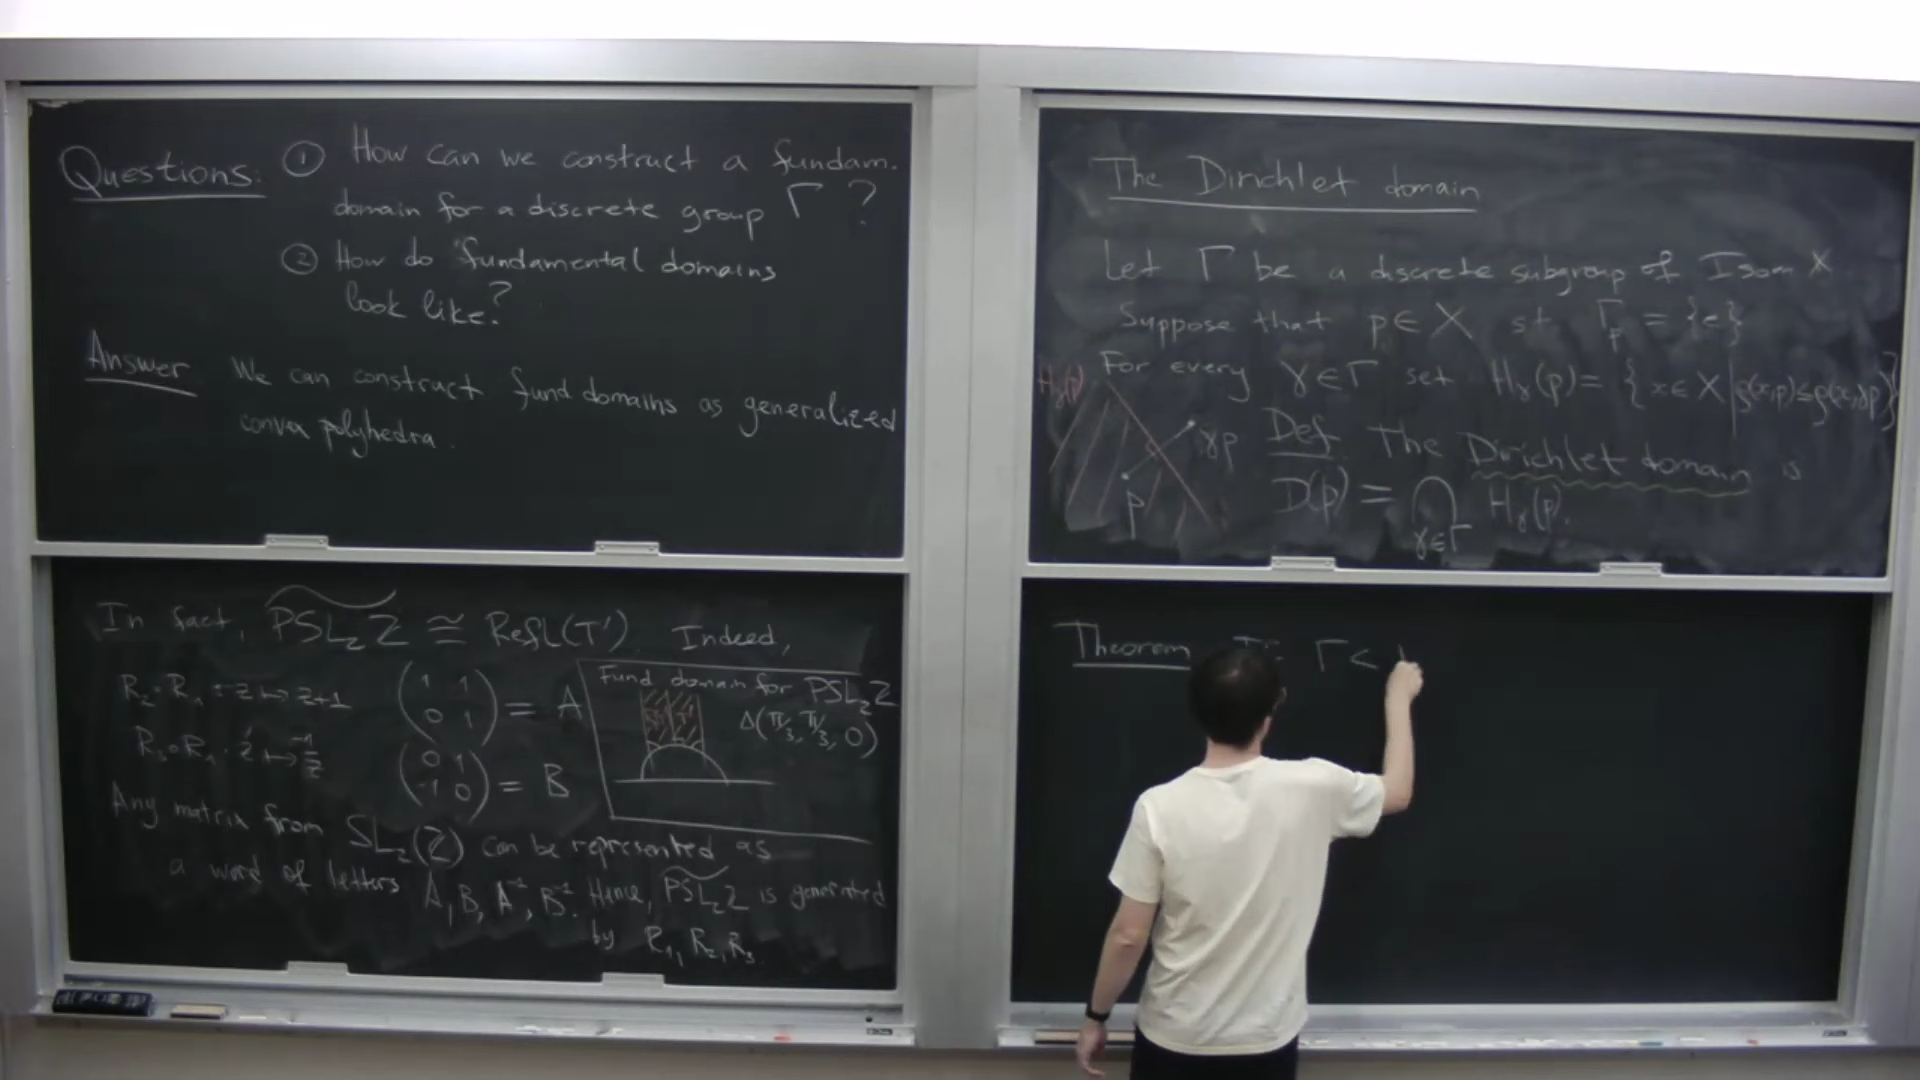 Questions: ① How can we construct a fundam.
domain for a discrete group Γ ?
② How do fundamental domains
look like?
Answer We can construct fund domains as generalized
convex polyhedra.
In fact, P͠S͠L₂Z ≅ Refl(T'). Indeed,
R₂∘R₁ : z ↦ z+1
(1 1
0 1) = A
R₃∘R₁ : z ↦ -1/z
(0 1
-1 0) = B
Fund domain for PSL₂Z
Δ(π/3, π/3, 0)
Any matrix from SL₂(Z) can be represented as
a word of letters A, B, A⁻¹, B⁻¹. Hence, P͠S͠L₂Z is generated
by R₁, R₂, R₃.
The Dirichlet domain
Let Γ be a discrete subgroup of Isom X
Suppose that p ∈ X st Γₚ = {e}
For every γ∈Γ set Hᵧ(p) = {x∈X | ρ(x,p) ≤ ρ(x,γp)}
Hᵧ(p)
γp
p
Def. The Dirichlet domain is
D(p) = ⋂ Hᵧ(p).
γ∈Γ
Theorem Γ <